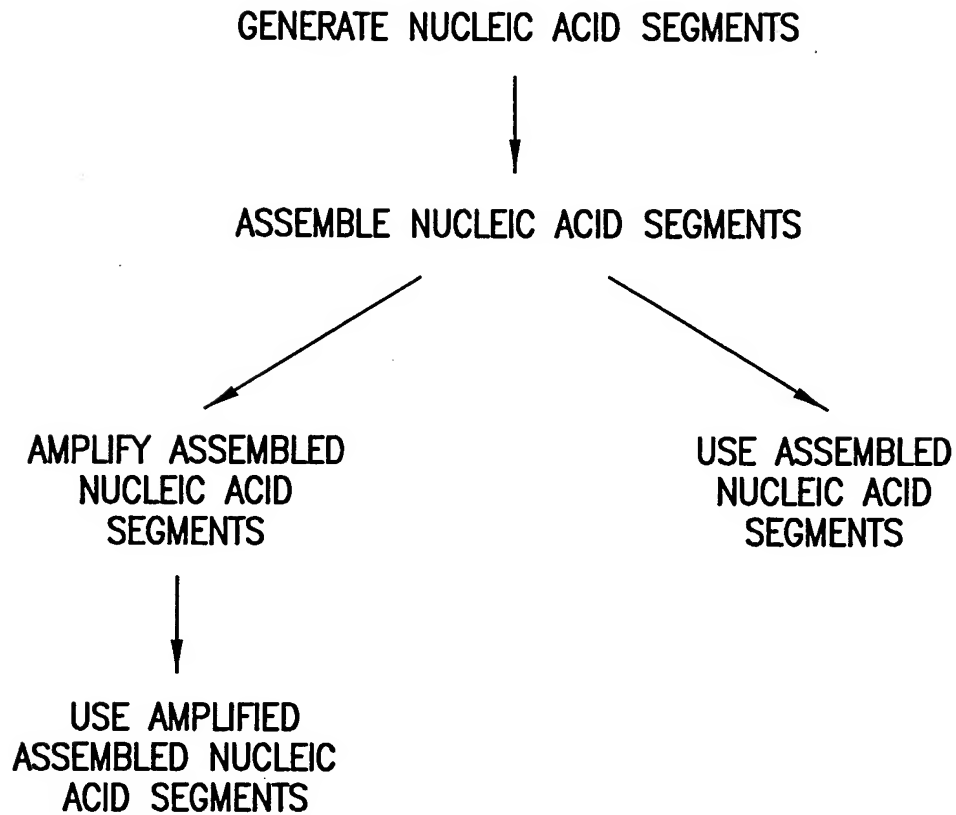 GENERATE NUCLEIC ACID SEGMENTS
ASSEMBLE NUCLEIC ACID SEGMENTS
AMPLIFY ASSEMBLED
NUCLEIC ACID
SEGMENTS
USE ASSEMBLED
NUCLEIC ACID
SEGMENTS
USE AMPLIFIED
ASSEMBLED NUCLEIC
ACID SEGMENTS